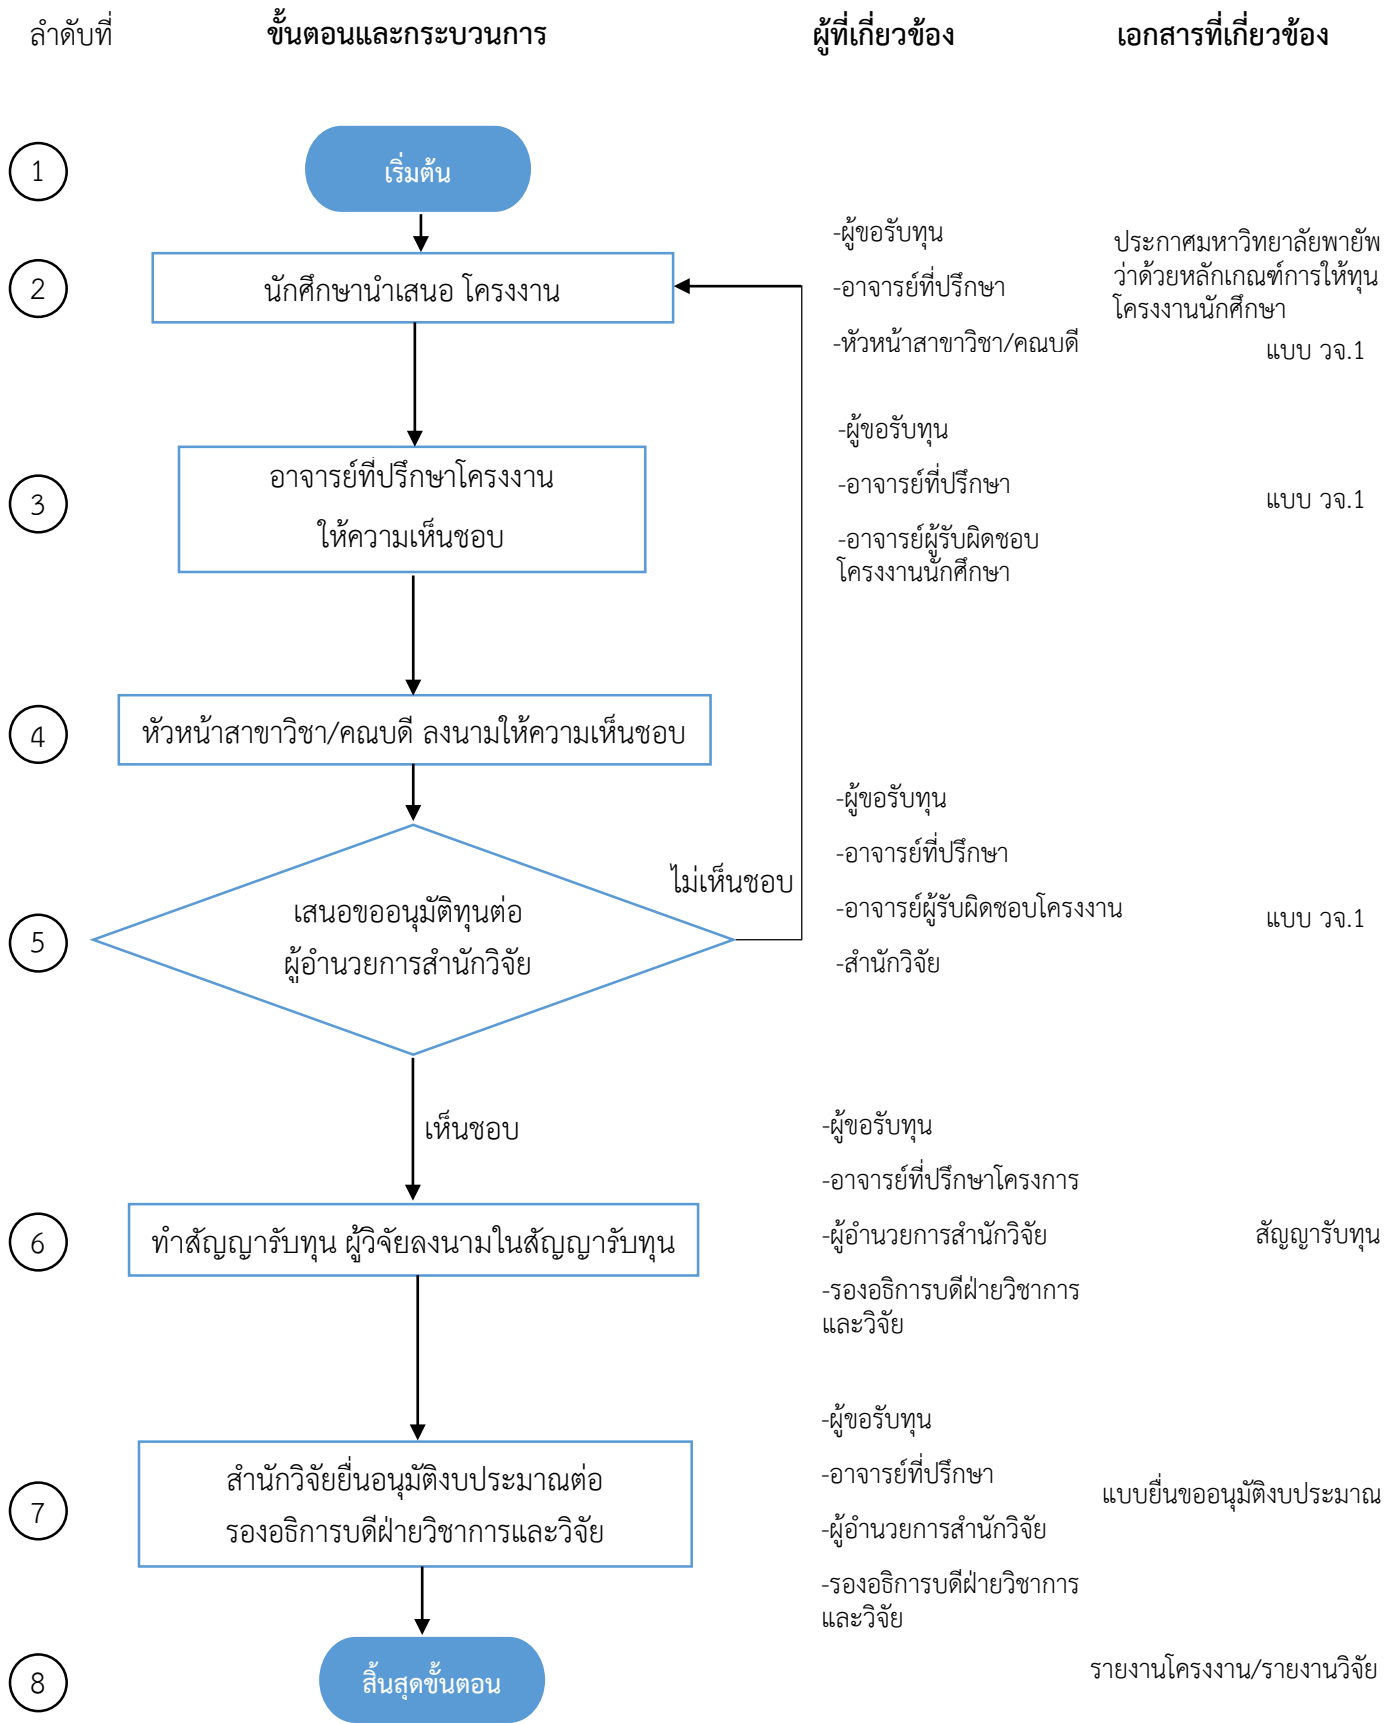 ลำดับที่ ขั้นตอนและกระบวนการ ผู้ที่เกี่ยวข้อง เอกสารที่เกี่ยวข้อง
1 เริ่มต้น
2 นักศึกษานำเสนอ โครงงาน
-ผู้ขอรับทุน
-อาจารย์ที่ปรึกษา
-หัวหน้าสาขาวิชา/คณบดี
ประกาศมหาวิทยาลัยพายัพ
ว่าด้วยหลักเกณฑ์การให้ทุน
โครงงานนักศึกษา
แบบ วจ.1
3
อาจารย์ที่ปรึกษาโครงงาน
ให้ความเห็นชอบ
-ผู้ขอรับทุน
-อาจารย์ที่ปรึกษา
-อาจารย์ผู้รับผิดชอบ
โครงงานนักศึกษา
แบบ วจ.1
4 หัวหน้าสาขาวิชา/คณบดี ลงนามให้ความเห็นชอบ
5
เสนอขออนุมัติทุนต่อ
ผู้อำนวยการสำนักวิจัย
ไม่เห็นชอบ
-ผู้ขอรับทุน
-อาจารย์ที่ปรึกษา
-อาจารย์ผู้รับผิดชอบโครงงาน
-สำนักวิจัย
แบบ วจ.1
เห็นชอบ
6 ทำสัญญารับทุน ผู้วิจัยลงนามในสัญญารับทุน
-ผู้ขอรับทุน
-อาจารย์ที่ปรึกษาโครงการ
-ผู้อำนวยการสำนักวิจัย
-รองอธิการบดีฝ่ายวิชาการ
และวิจัย
สัญญารับทุน
7
สำนักวิจัยยื่นอนุมัติงบประมาณต่อ
รองอธิการบดีฝ่ายวิชาการและวิจัย
-ผู้ขอรับทุน
-อาจารย์ที่ปรึกษา
-ผู้อำนวยการสำนักวิจัย
-รองอธิการบดีฝ่ายวิชาการ
และวิจัย
แบบยื่นขออนุมัติงบประมาณ
8 สิ้นสุดขั้นตอน
รายงานโครงงาน/รายงานวิจัย